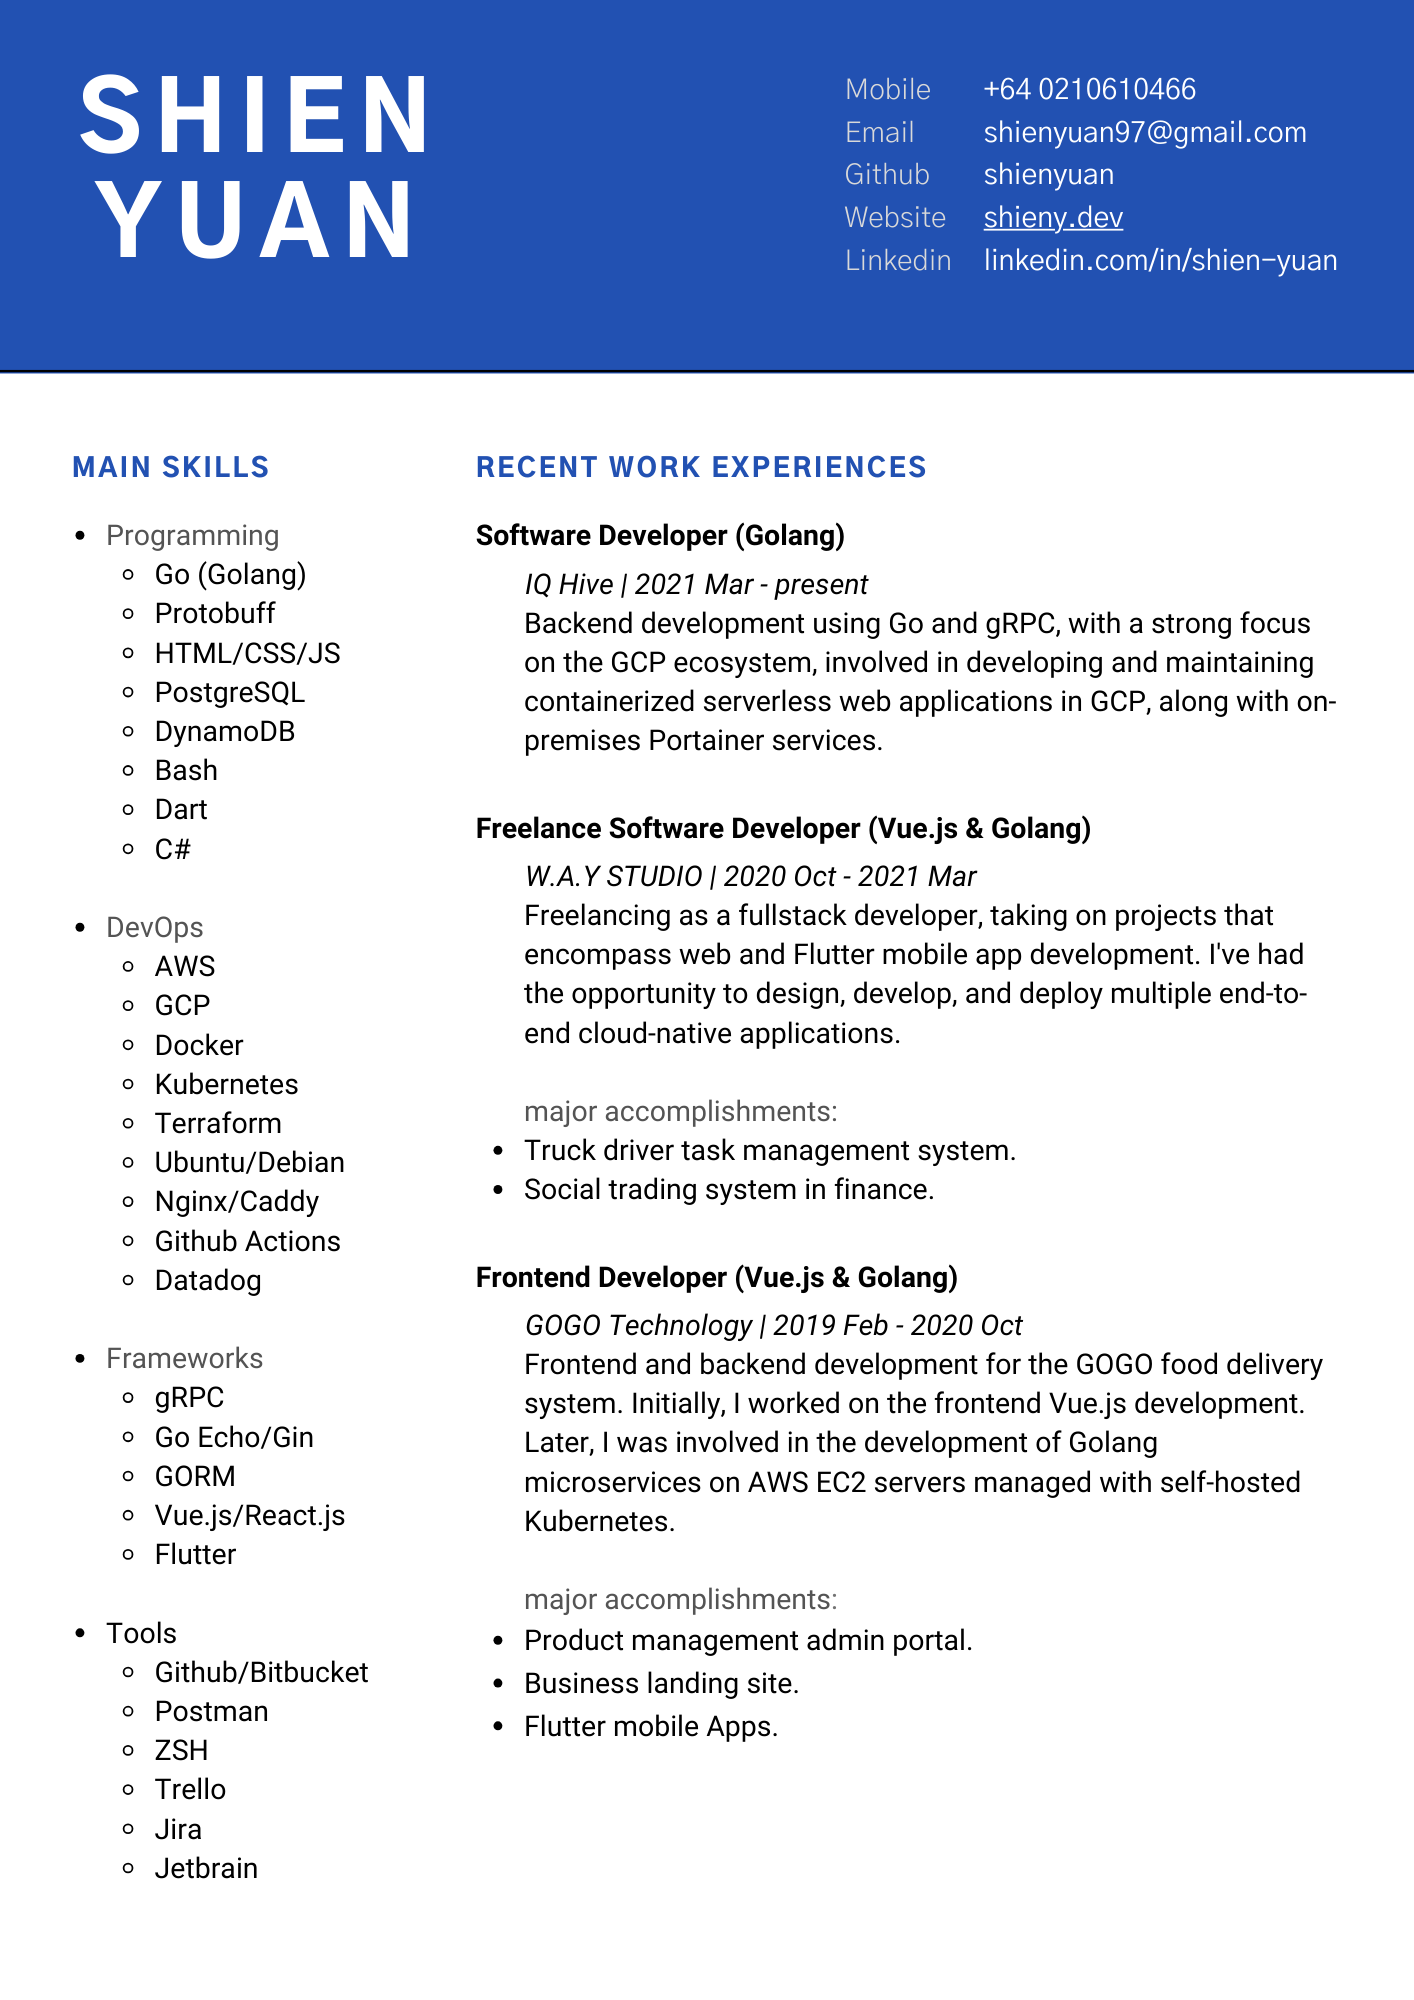 SHIEN
YUAN
Mobile +64 0210610466
Email shienyuan97@gmail.com
Github shienyuan
Website shieny.dev
Linkedin linkedin.com/in/shien-yuan
MAIN SKILLS
• Programming
◦ Go (Golang)
◦ Protobuff
◦ HTML/CSS/JS
◦ PostgreSQL
◦ DynamoDB
◦ Bash
◦ Dart
◦ C#
• DevOps
◦ AWS
◦ GCP
◦ Docker
◦ Kubernetes
◦ Terraform
◦ Ubuntu/Debian
◦ Nginx/Caddy
◦ Github Actions
◦ Datadog
• Frameworks
◦ gRPC
◦ Go Echo/Gin
◦ GORM
◦ Vue.js/React.js
◦ Flutter
• Tools
◦ Github/Bitbucket
◦ Postman
◦ ZSH
◦ Trello
◦ Jira
◦ Jetbrain
RECENT WORK EXPERIENCES
Software Developer (Golang)
IQ Hive | 2021 Mar - present
Backend development using Go and gRPC, with a strong focus
on the GCP ecosystem, involved in developing and maintaining
containerized serverless web applications in GCP, along with on-
premises Portainer services.
Freelance Software Developer (Vue.js & Golang)
W.A.Y STUDIO | 2020 Oct - 2021 Mar
Freelancing as a fullstack developer, taking on projects that
encompass web and Flutter mobile app development. I've had
the opportunity to design, develop, and deploy multiple end-to-
end cloud-native applications.
major accomplishments:
• Truck driver task management system.
• Social trading system in finance.
Frontend Developer (Vue.js & Golang)
GOGO Technology | 2019 Feb - 2020 Oct
Frontend and backend development for the GOGO food delivery
system. Initially, I worked on the frontend Vue.js development.
Later, I was involved in the development of Golang
microservices on AWS EC2 servers managed with self-hosted
Kubernetes.
major accomplishments:
• Product management admin portal.
• Business landing site.
• Flutter mobile Apps.